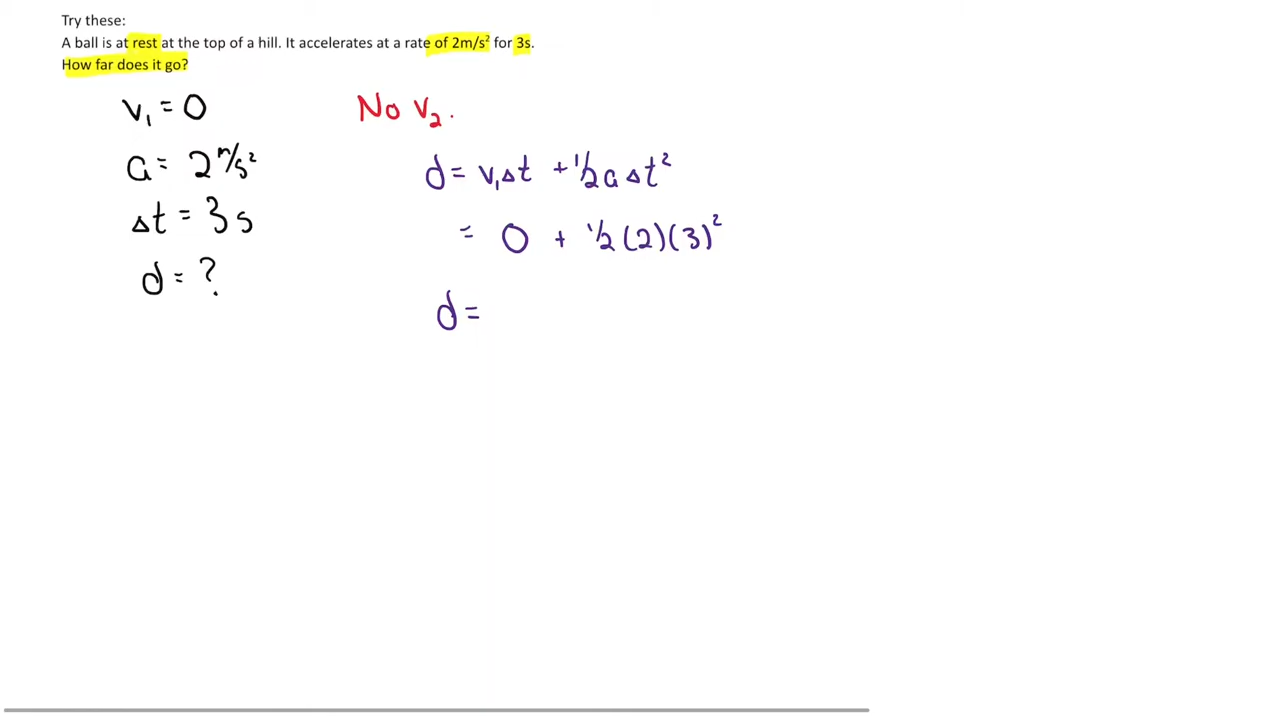 Try these:
A ball is at rest at the top of a hill. It accelerates at a rate of 2m/s² for 3s.
How far does it go?
v₁ = 0
a = 2 m/s²
Δt = 3 s
d = ?
No v₂.
d = v₁Δt + 1/2 a Δt²
= 0 + 1/2 (2)(3)²
d =